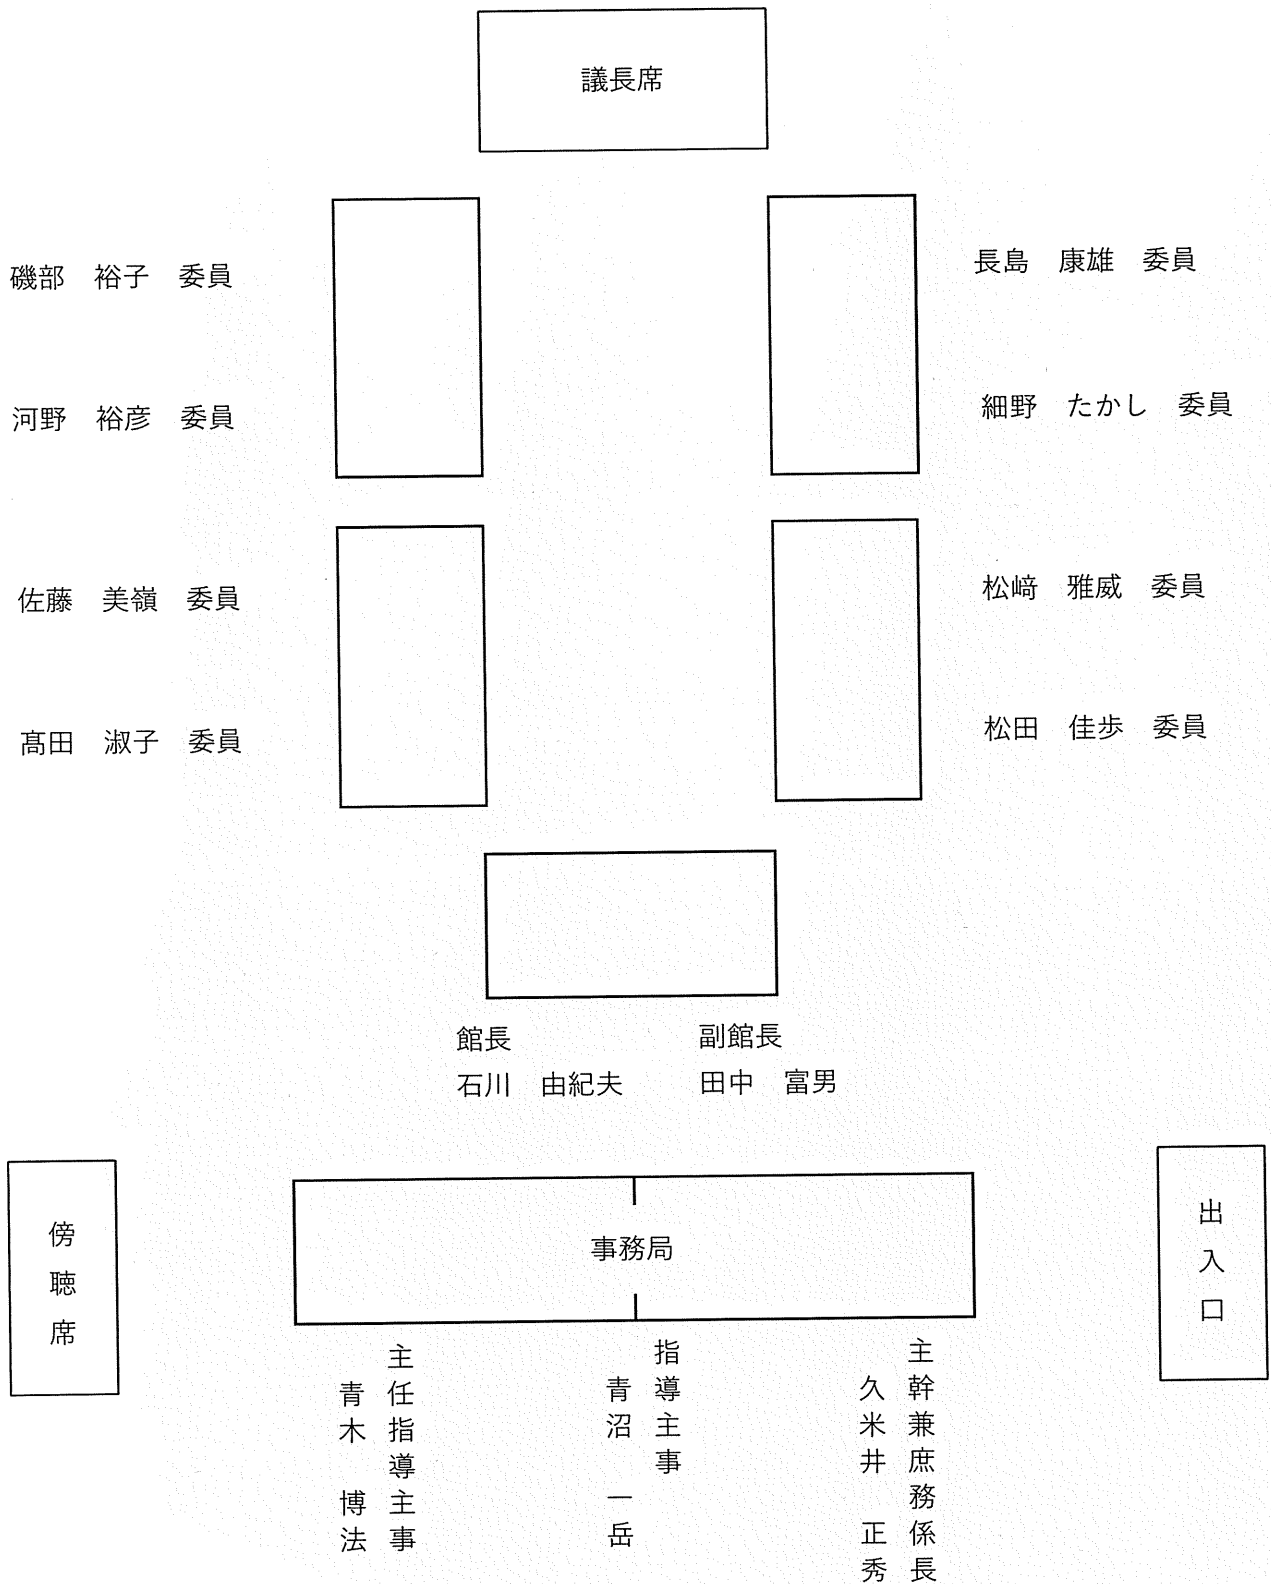 議長席
磯部　裕子　委員
長島　康雄　委員
河野　裕彦　委員
細野　たかし　委員
佐藤　美嶺　委員
松﨑　雅威　委員
髙田　淑子　委員
松田　佳歩　委員
館長
石川　由紀夫
副館長
田中　富男
傍聴席
事務局
出入口
主任指導主事
青木　博法
指導主事
青沼　一岳
主幹兼庶務係長
久米井　正秀